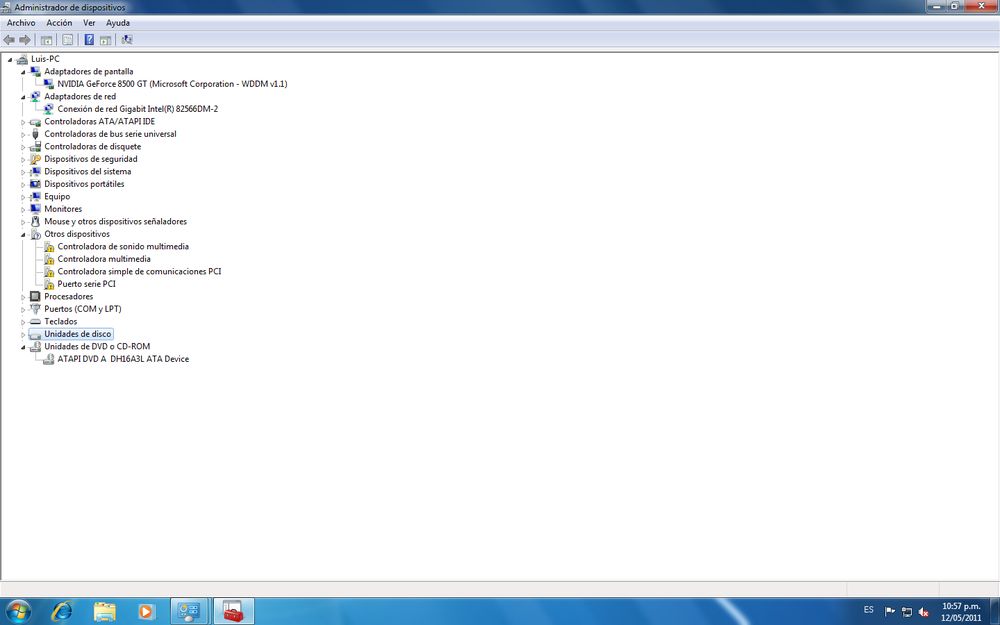 Administrador de dispositivos
Archivo Acción Ver Ayuda
Luis-PC
Adaptadores de pantalla
NVIDIA GeForce 8500 GT (Microsoft Corporation - WDDM v1.1)
Adaptadores de red
Conexión de red Gigabit Intel(R) 82566DM-2
Controladoras ATA/ATAPI IDE
Controladoras de bus serie universal
Controladoras de disquete
Dispositivos de seguridad
Dispositivos del sistema
Dispositivos portátiles
Equipo
Monitores
Mouse y otros dispositivos señaladores
Otros dispositivos
Controladora de sonido multimedia
Controladora multimedia
Controladora simple de comunicaciones PCI
Puerto serie PCI
Procesadores
Puertos (COM y LPT)
Teclados
Unidades de disco
Unidades de DVD o CD-ROM
ATAPI DVD A DH16A3L ATA Device
ES
10:57 p.m.
12/05/2011